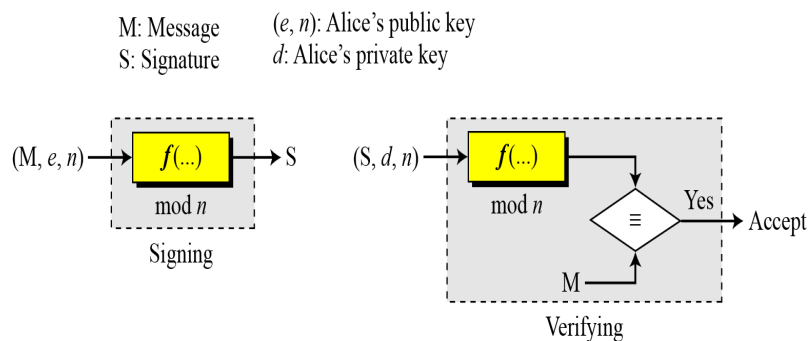 M: Message
(e, n): Alice's public key
S: Signature
d: Alice's private key
(M, e, n)
f(...)
S
mod n
Signing
(S, d, n)
f(...)
mod n
≡
Yes
Accept
M
Verifying